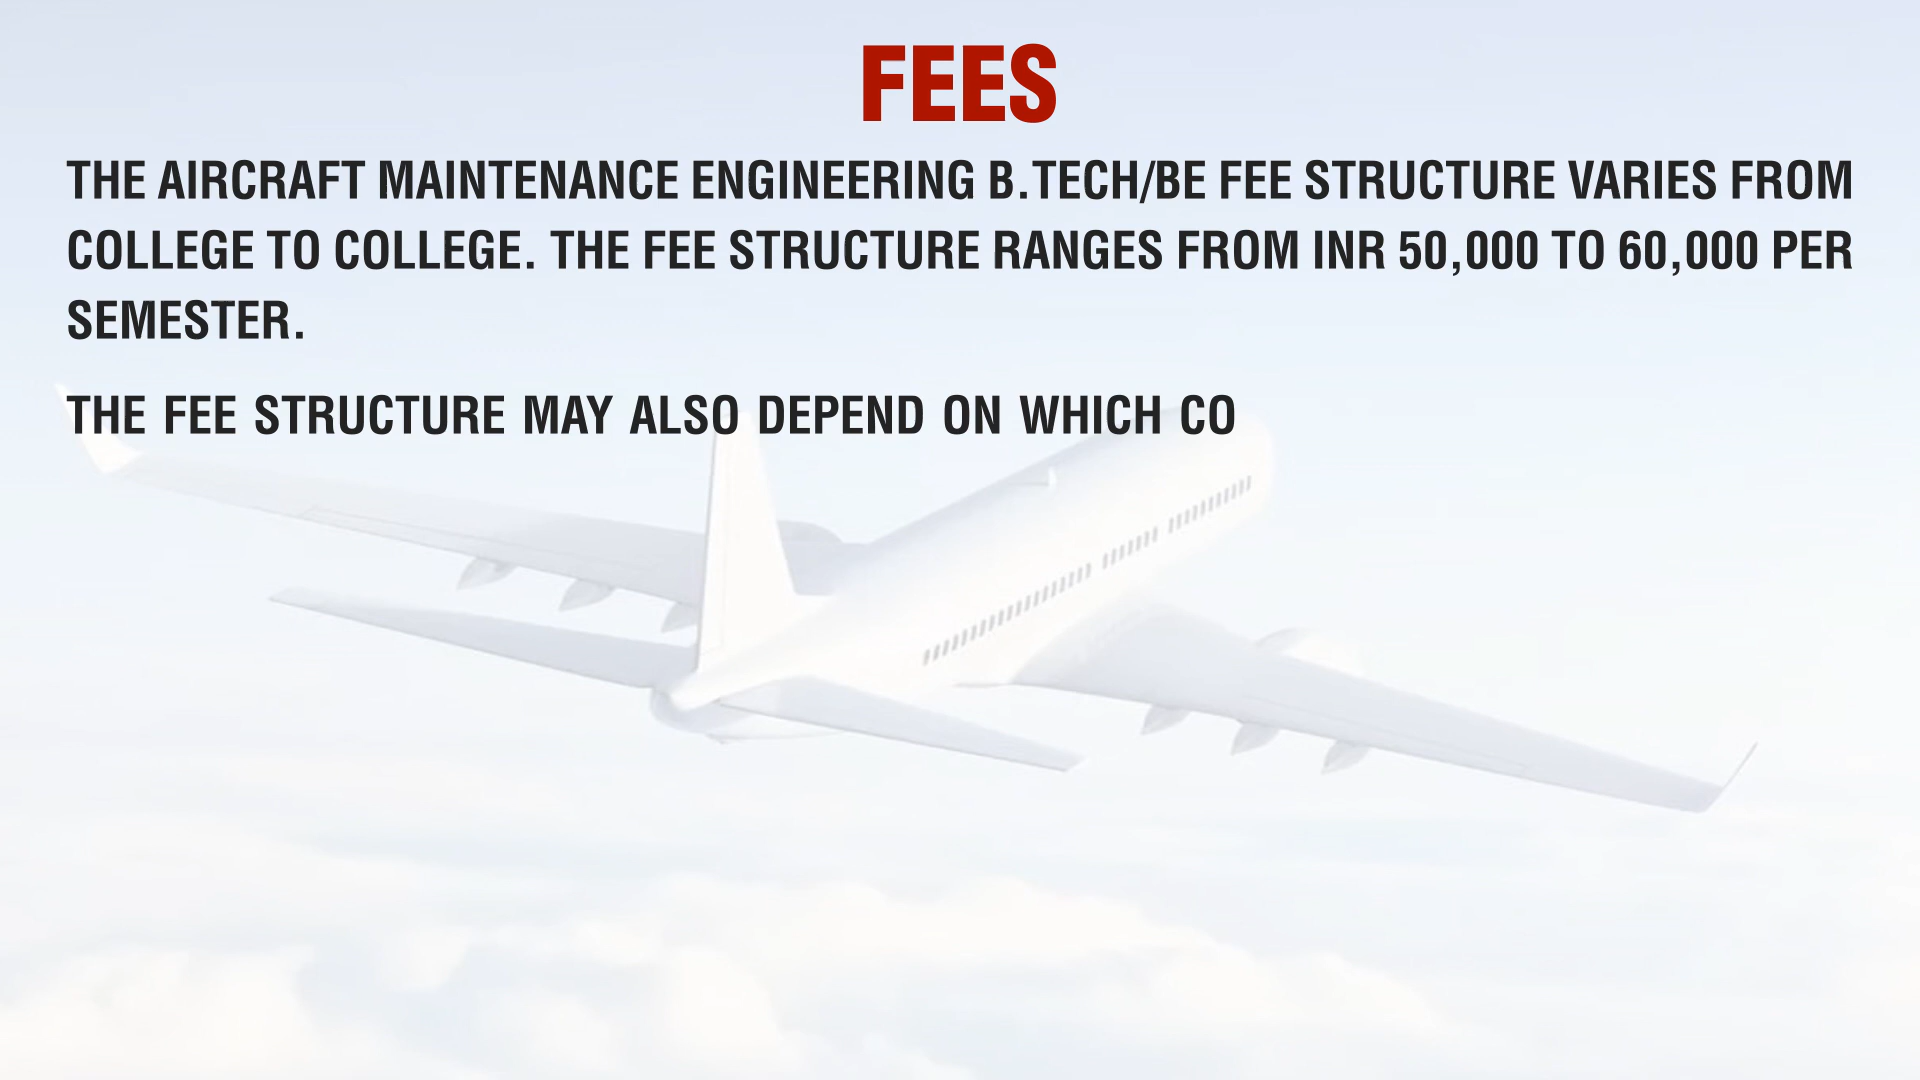 FEES
THE AIRCRAFT MAINTENANCE ENGINEERING B.TECH/BE FEE STRUCTURE VARIES FROM
COLLEGE TO COLLEGE. THE FEE STRUCTURE RANGES FROM INR 50,000 TO 60,000 PER
SEMESTER.
THE FEE STRUCTURE MAY ALSO DEPEND ON WHICH CO